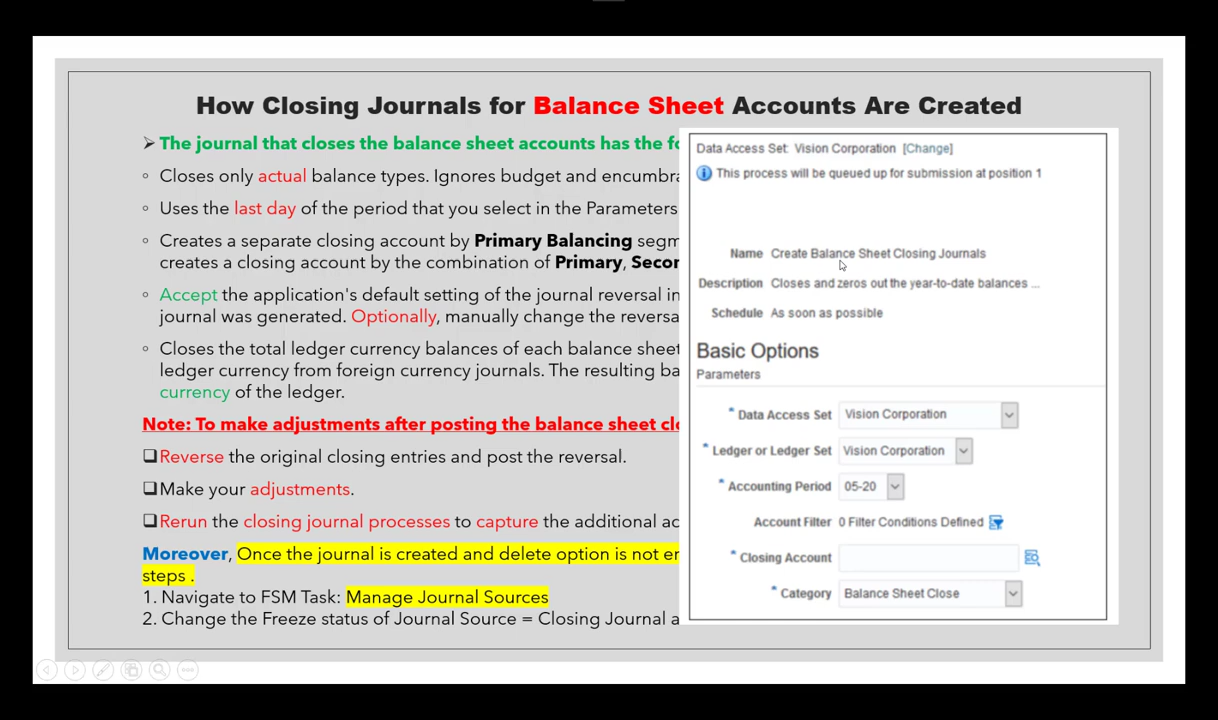 How Closing Journals for Balance Sheet Accounts Are Created
➢ The journal that closes the balance sheet accounts has the
◦ Closes only actual balance types. Ignores budget and
◦ Uses the last day of the period that you select in the Parameters
◦ Creates a separate closing account by Primary Balancing
creates a closing account by the combination of Primary,
◦ Accept the application's default setting of the journal reversal
journal was generated. Optionally, manually change the
◦ Closes the total ledger currency balances of each balance sheet
ledger currency from foreign currency journals. The resulting
currency of the ledger.
Note: To make adjustments after posting the balance sheet
❑Reverse the original closing entries and post the reversal.
❑Make your adjustments.
❑Rerun the closing journal processes to capture the additional
Moreover, Once the journal is created and delete option is not
steps .
1. Navigate to FSM Task: Manage Journal Sources
2. Change the Freeze status of Journal Source = Closing Journal
Data Access Set: Vision Corporation [Change]
This process will be queued up for submission at position 1
Name Create Balance Sheet Closing Journals
Description Closes and zeros out the year-to-date balances ...
Schedule As soon as possible
Basic Options
Parameters
* Data Access Set Vision Corporation
* Ledger or Ledger Set Vision Corporation
* Accounting Period 05-20
Account Filter 0 Filter Conditions Defined
* Closing Account
* Category Balance Sheet Close